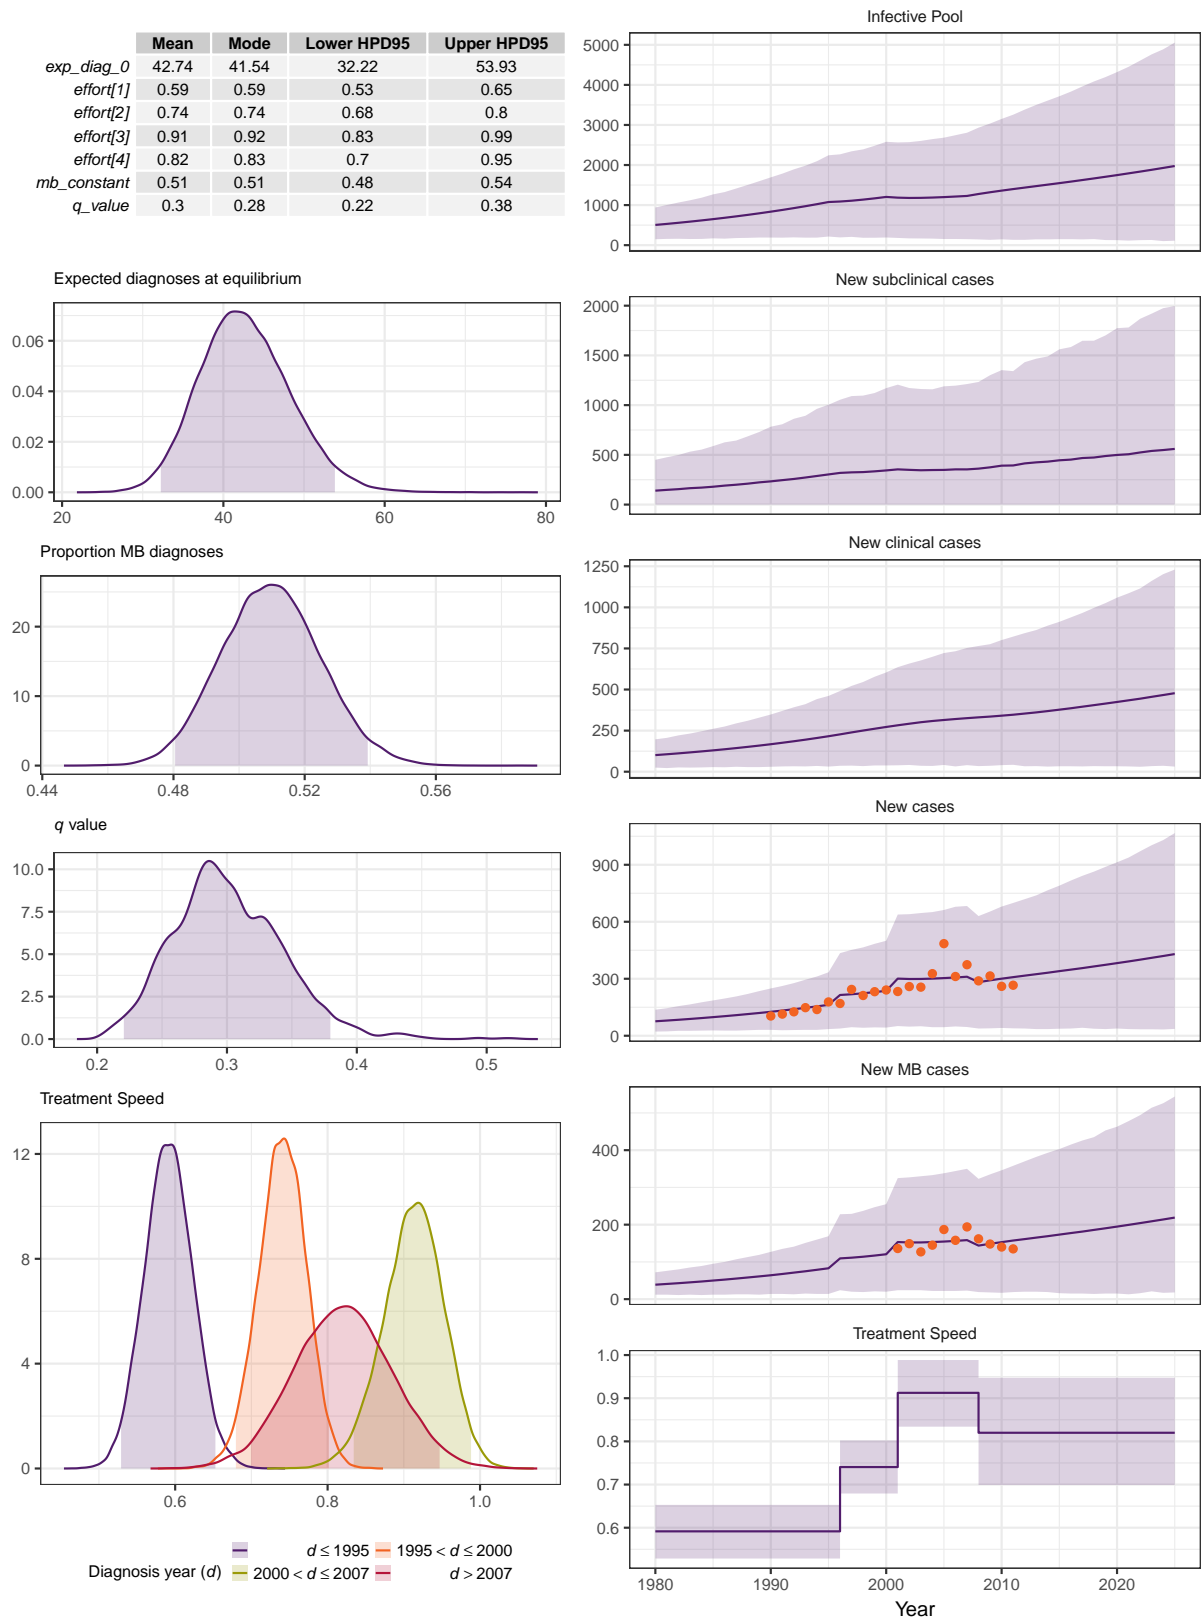 Mean Mode Lower HPD95 Upper HPD95
exp_diag_0 42.74 41.54 32.22 53.93
effort[1] 0.59 0.59 0.53 0.65
effort[2] 0.74 0.74 0.68 0.8
effort[3] 0.91 0.92 0.83 0.99
effort[4] 0.82 0.83 0.7 0.95
mb_constant 0.51 0.51 0.48 0.54
q_value 0.3 0.28 0.22 0.38
Expected diagnoses at equilibrium
0.06
0.04
0.02
0.00
20 40 60 80
Proportion MB diagnoses
20
10
0
0.44 0.48 0.52 0.56
q value
10.0
7.5
5.0
2.5
0.0
0.2 0.3 0.4 0.5
Treatment Speed
12
8
4
0
0.6 0.8 1.0
Diagnosis year (d)
d ≤ 1995
1995 < d ≤ 2000
2000 < d ≤ 2007
d > 2007
Infective Pool
5000
4000
3000
2000
1000
0
New subclinical cases
2000
1500
1000
500
0
New clinical cases
1250
1000
750
500
250
0
New cases
900
600
300
0
New MB cases
400
200
0
Treatment Speed
1.0
0.9
0.8
0.7
0.6
1980 1990 2000 2010 2020
Year